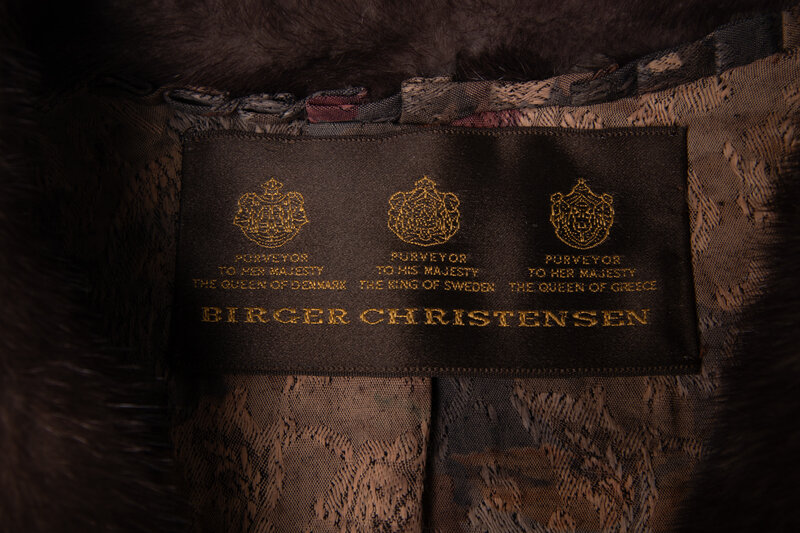 PURVEYOR
TO HER MAJESTY
THE QUEEN OF DENMARK
PURVEYOR
TO HIS MAJESTY
THE KING OF SWEDEN
PURVEYOR
TO HER MAJESTY
THE QUEEN OF GREECE
BIRGER CHRISTENSEN